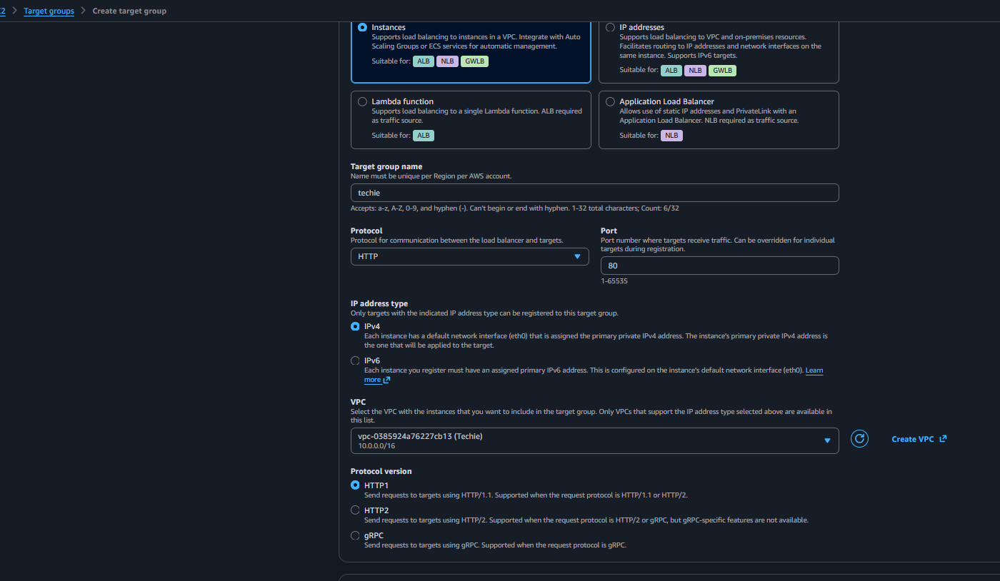 2 > Target groups > Create target group
Instances
Supports load balancing to instances in a VPC. Integrate with Auto
Scaling Groups or ECS services for automatic management.
Suitable for: ALB NLB GWLB
IP addresses
Supports load balancing to VPC and on-premises resources.
Facilitates routing to IP addresses and network interfaces on the
same instance. Supports IPv6 targets.
Suitable for: ALB NLB GWLB
Lambda function
Supports load balancing to a single Lambda function. ALB required
as traffic source.
Suitable for: ALB
Application Load Balancer
Allows use of static IP addresses and PrivateLink with an
Application Load Balancer. NLB required as traffic source.
Suitable for: NLB
Target group name
Name must be unique per Region per AWS account.
techie
Accepts: a-z, A-Z, 0-9, and hyphen (-). Can't begin or end with hyphen. 1-32 total characters; Count: 6/32
Protocol
Protocol for communication between the load balancer and targets.
HTTP
Port
Port number where targets receive traffic. Can be overridden for individual
targets during registration.
80
1-65535
IP address type
Only targets with the indicated IP address type can be registered to this target group.
IPv4
Each instance has a default network interface (eth0) that is assigned the primary private IPv4 address. The instance's primary private IPv4 address is
the one that will be applied to the target.
IPv6
Each instance you register must have an assigned primary IPv6 address. This is configured on the instance's default network interface (eth0). Learn
more
VPC
Select the VPC with the instances that you want to include in the target group. Only VPCs that support the IP address type selected above are available in
this list.
vpc-0385924a76227cb13 (Techie)
10.0.0.0/16
Create VPC
Protocol version
HTTP1
Send requests to targets using HTTP/1.1. Supported when the request protocol is HTTP/1.1 or HTTP/2.
HTTP2
Send requests to targets using HTTP/2. Supported when the request protocol is HTTP/2 or gRPC, but gRPC-specific features are not available.
gRPC
Send requests to targets using gRPC. Supported when the request protocol is gRPC.